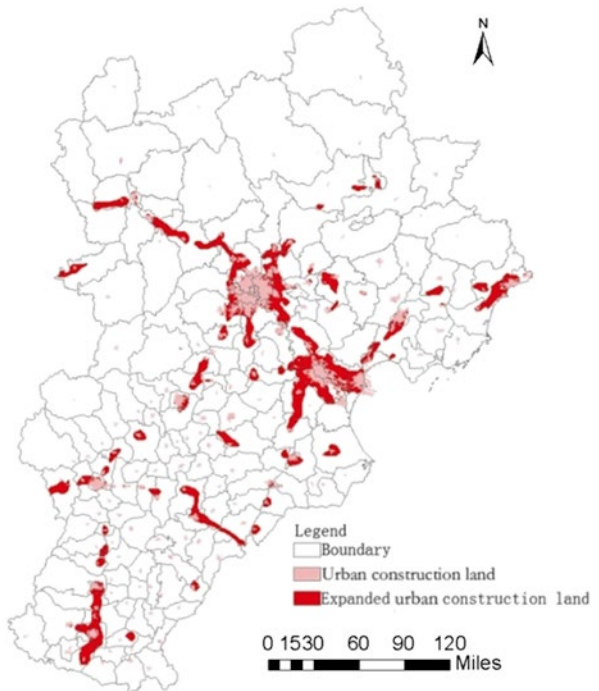 N
Legend
Boundary
Urban construction land
Expanded urban construction land
0 15 30 60 90 120
Miles